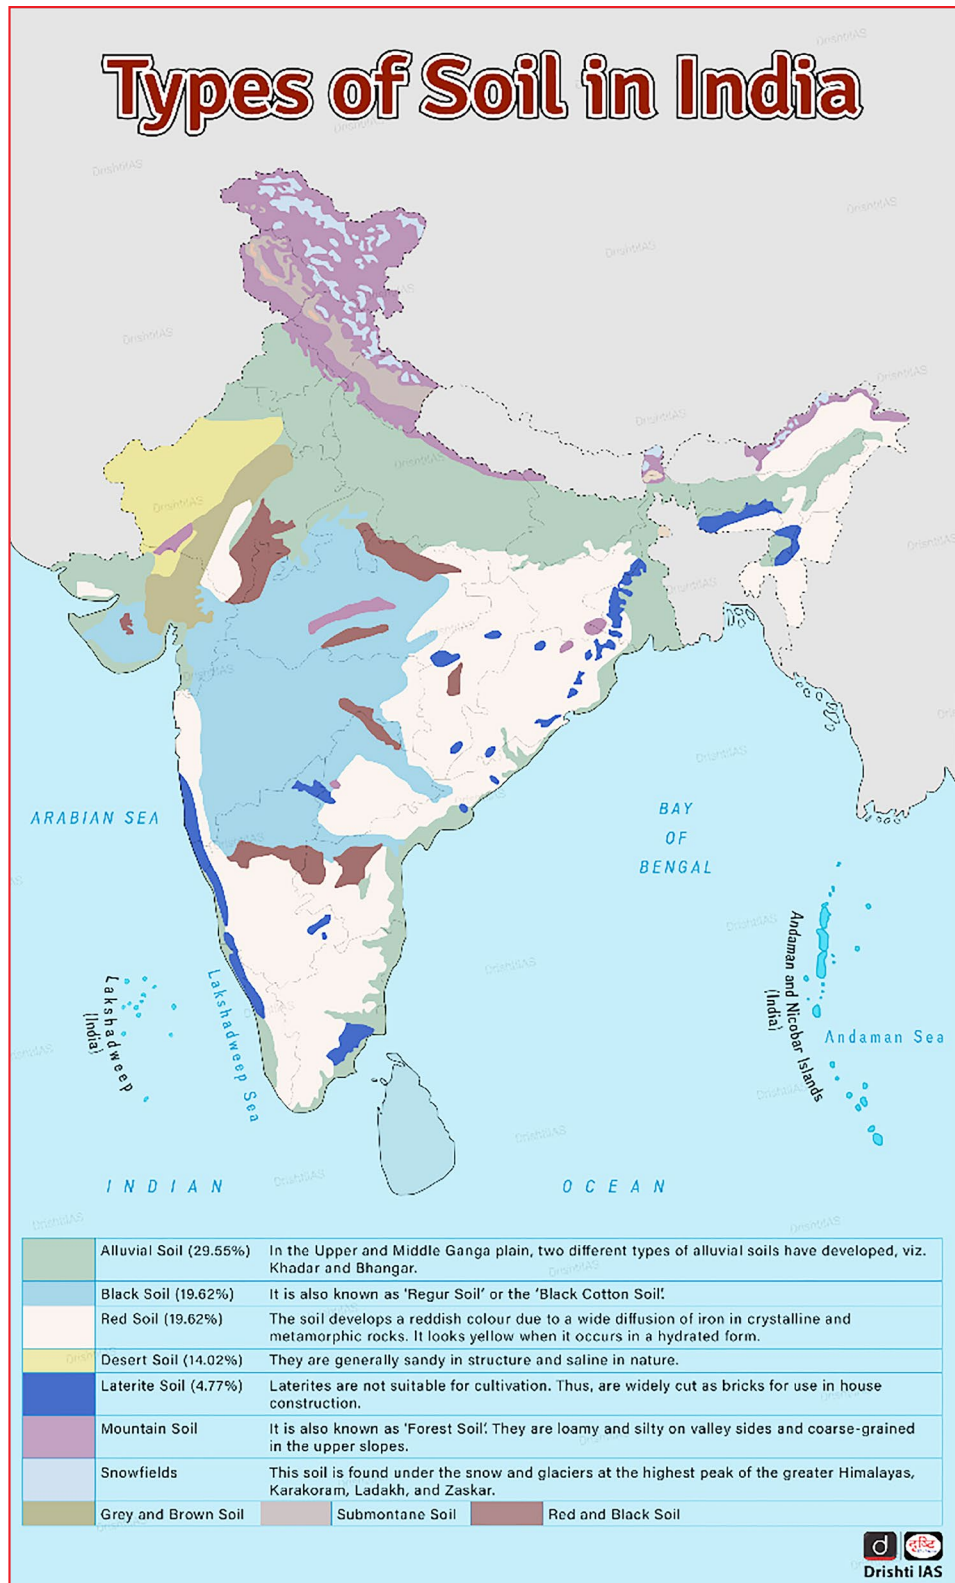 Types of Soil in India
ARABIAN SEA
BAY
OF
BENGAL
Lakshadweep
(India)
Lakshadweep Sea
Andaman and Nicobar Islands
(India)
Andaman Sea
INDIAN
OCEAN
Alluvial Soil (29.55%) In the Upper and Middle Ganga plain, two different types of alluvial soils have developed, viz.
Khadar and Bhangar.
Black Soil (19.62%) It is also known as 'Regur Soil' or the 'Black Cotton Soil'.
Red Soil (19.62%) The soil develops a reddish colour due to a wide diffusion of iron in crystalline and
metamorphic rocks. It looks yellow when it occurs in a hydrated form.
Desert Soil (14.02%) They are generally sandy in structure and saline in nature.
Laterite Soil (4.77%) Laterites are not suitable for cultivation. Thus, are widely cut as bricks for use in house
construction.
Mountain Soil It is also known as 'Forest Soil'. They are loamy and silty on valley sides and coarse-grained
in the upper slopes.
Snowfields This soil is found under the snow and glaciers at the highest peak of the greater Himalayas,
Karakoram, Ladakh, and Zaskar.
Grey and Brown Soil Submontane Soil Red and Black Soil
d दृष्टि
Drishti IAS
DrishtiIAS